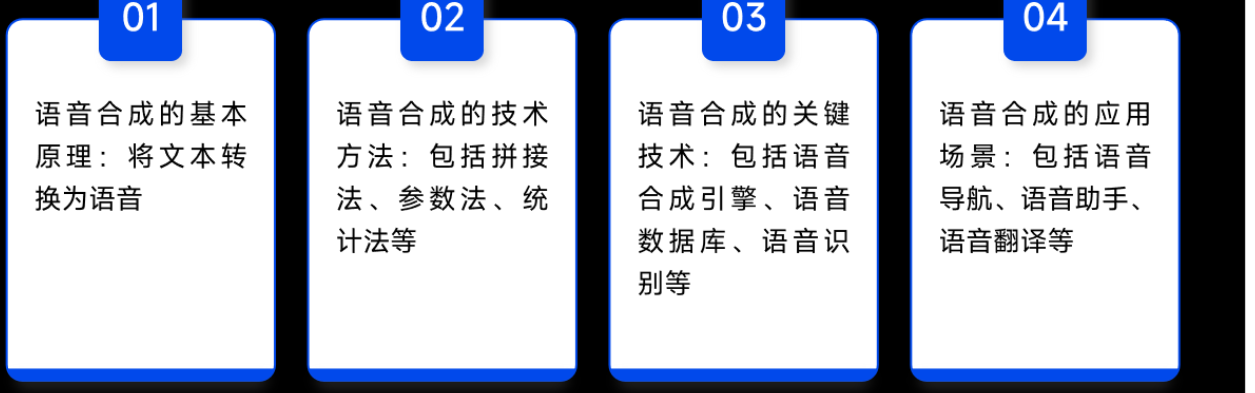 01
语音合成的基本
原理：将文本转
换为语音
02
语音合成的技术
方法：包括拼接
法、参数法、统
计法等
03
语音合成的关键
技术：包括语音
合成引擎、语音
数据库、语音识
别等
04
语音合成的应用
场景：包括语音
导航、语音助手、
语音翻译等